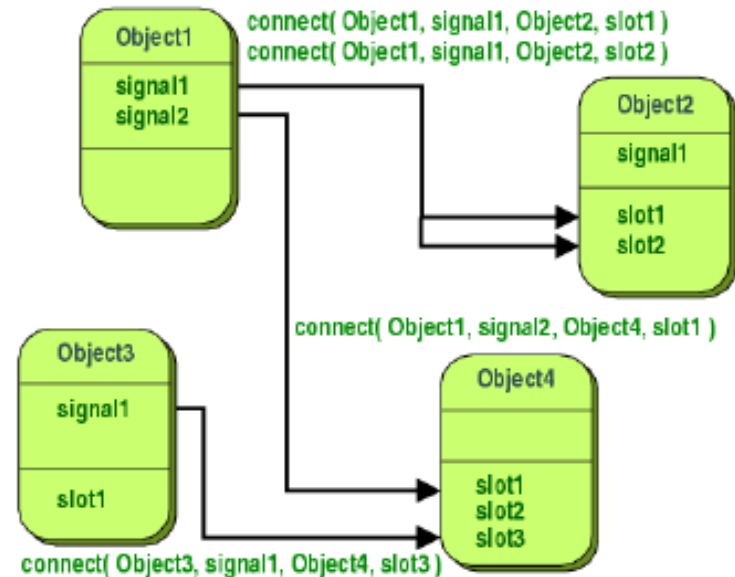 Object1
signal1
signal2
connect( Object1, signal1, Object2, slot1 )
connect( Object1, signal1, Object2, slot2 )
Object2
signal1
slot1
slot2
connect( Object1, signal2, Object4, slot1 )
Object3
signal1
slot1
Object4
slot1
slot2
slot3
connect( Object3, signal1, Object4, slot3 )